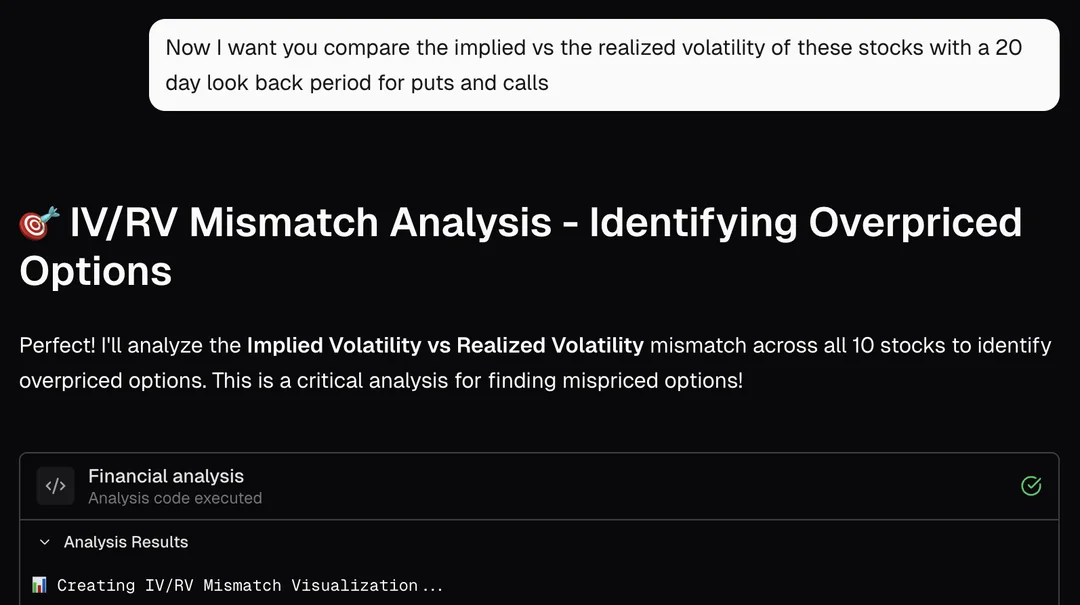 Now I want you compare the implied vs the realized volatility of these stocks with a 20
day look back period for puts and calls
🎯 IV/RV Mismatch Analysis - Identifying Overpriced
Options
Perfect! I'll analyze the Implied Volatility vs Realized Volatility mismatch across all 10 stocks to identify
overpriced options. This is a critical analysis for finding mispriced options!
</>
Financial analysis
Analysis code executed
Analysis Results
📊 Creating IV/RV Mismatch Visualization...